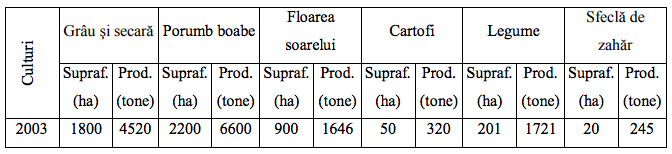 Culturi
Grâu şi secară Porumb boabe Floarea soarelui Cartofi Legume Sfeclă de zahăr
Supraf. (ha) Prod. (tone) Supraf. (ha) Prod. (tone) Supraf. (ha) Prod. (tone) Supraf. (ha) Prod. (tone) Supraf. (ha) Prod. (tone) Supraf. (ha) Prod. (tone)
2003 1800 4520 2200 6600 900 1646 50 320 201 1721 20 245